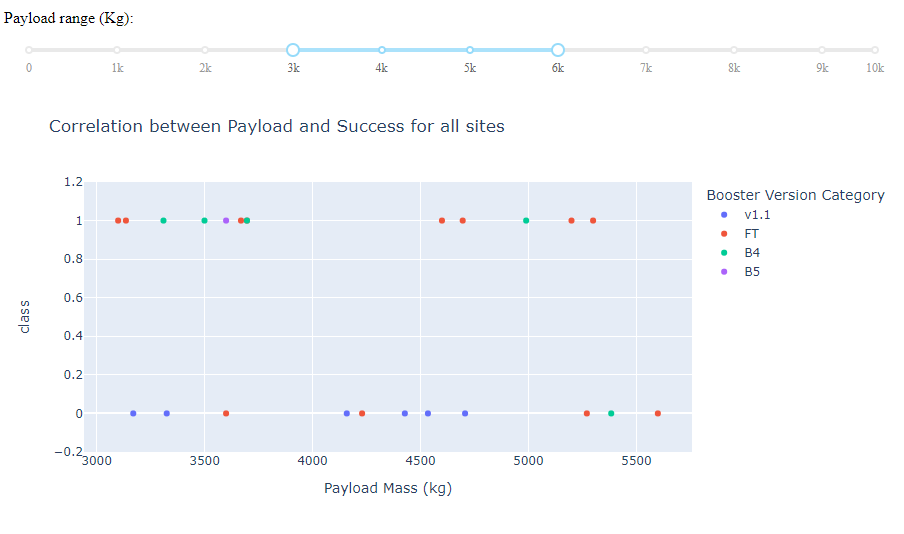 Payload range (Kg):
0 1k 2k 3k 4k 5k 6k 7k 8k 9k 10k
Correlation between Payload and Success for all sites
Booster Version Category
v1.1
FT
B4
B5
1.2
1
0.8
0.6
0.4
0.2
0
−0.2
class
3000 3500 4000 4500 5000 5500
Payload Mass (kg)